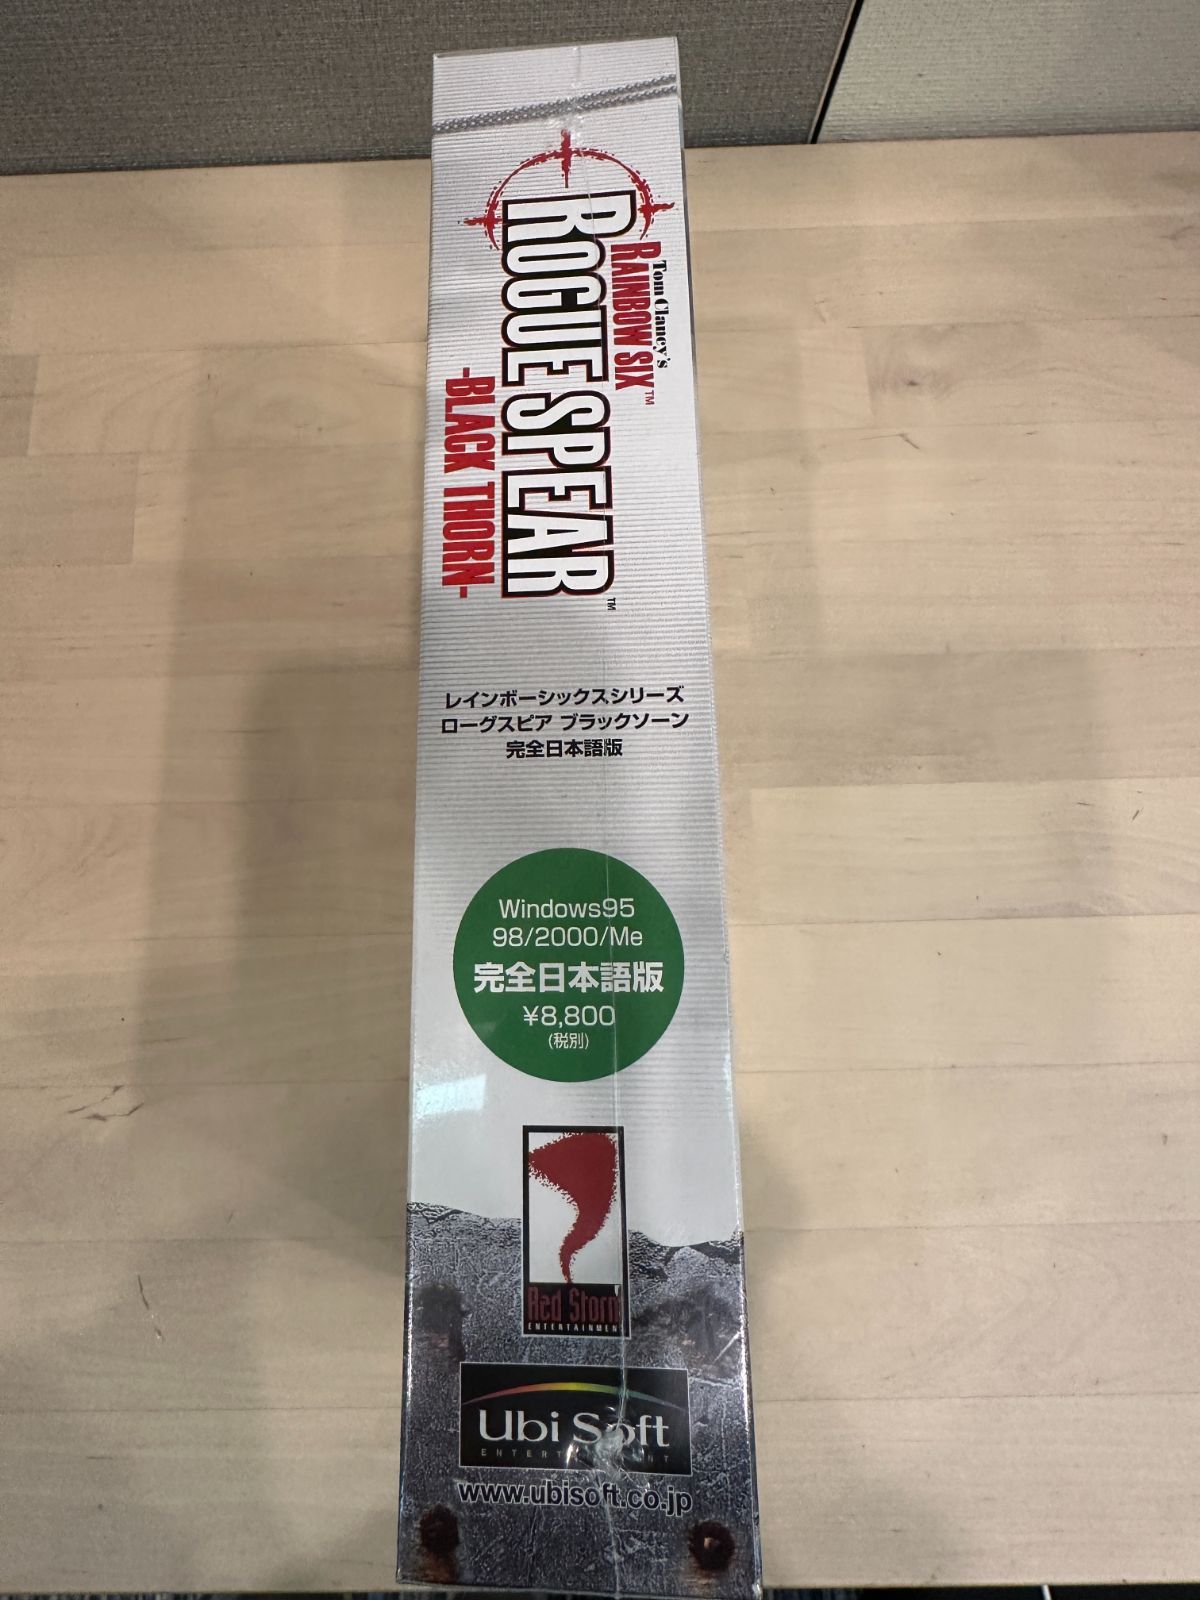 Tom Clancy's
RAINBOW SIX™
ROGUE SPEAR™
-BLACK THORN-
レインボーシックスシリーズ
ローグスピア ブラックソーン
完全日本語版
Windows95
98/2000/Me
完全日本語版
¥8,800
(税別)
Red Storm
ENTERTAINMENT
Ubi Soft
ENTERTAINMENT
www.ubisoft.co.jp